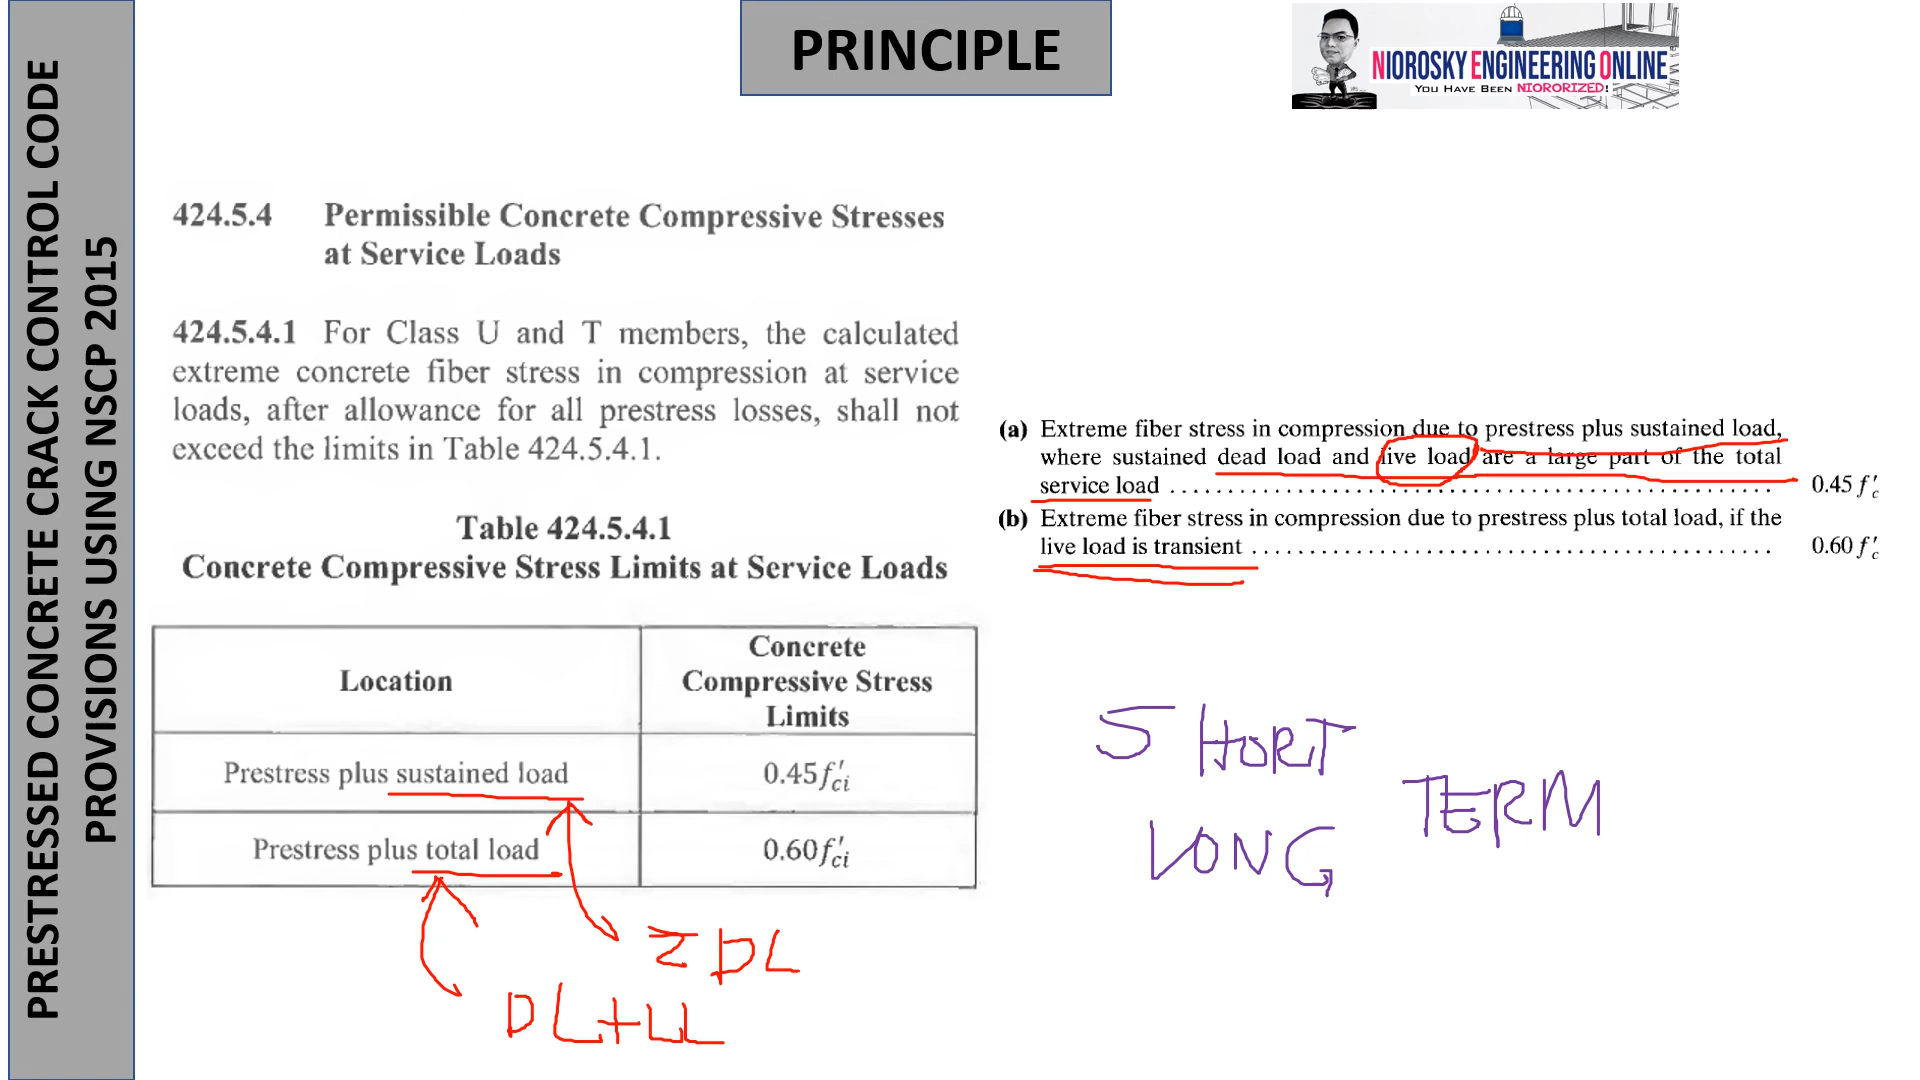 PRESTRESSED CONCRETE CRACK CONTROL CODE
PROVISIONS USING NSCP 2015
PRINCIPLE
NIOROSKY ENGINEERING ONLINE
YOU HAVE BEEN NIORORIZED!
424.5.4 Permissible Concrete Compressive Stresses
at Service Loads
424.5.4.1 For Class U and T members, the calculated
extreme concrete fiber stress in compression at service
loads, after allowance for all prestress losses, shall not
exceed the limits in Table 424.5.4.1.
Table 424.5.4.1
Concrete Compressive Stress Limits at Service Loads
Location
Concrete
Compressive Stress
Limits
Prestress plus sustained load 0.45f′ci
Prestress plus total load 0.60f′ci
Σ DL
DL+LL
(a) Extreme fiber stress in compression due to prestress plus sustained load,
where sustained dead load and live load are a large part of the total
service load ........ 0.45 f′c
(b) Extreme fiber stress in compression due to prestress plus total load, if the
live load is transient ........ 0.60 f′c
SHORT
TERM
LONG